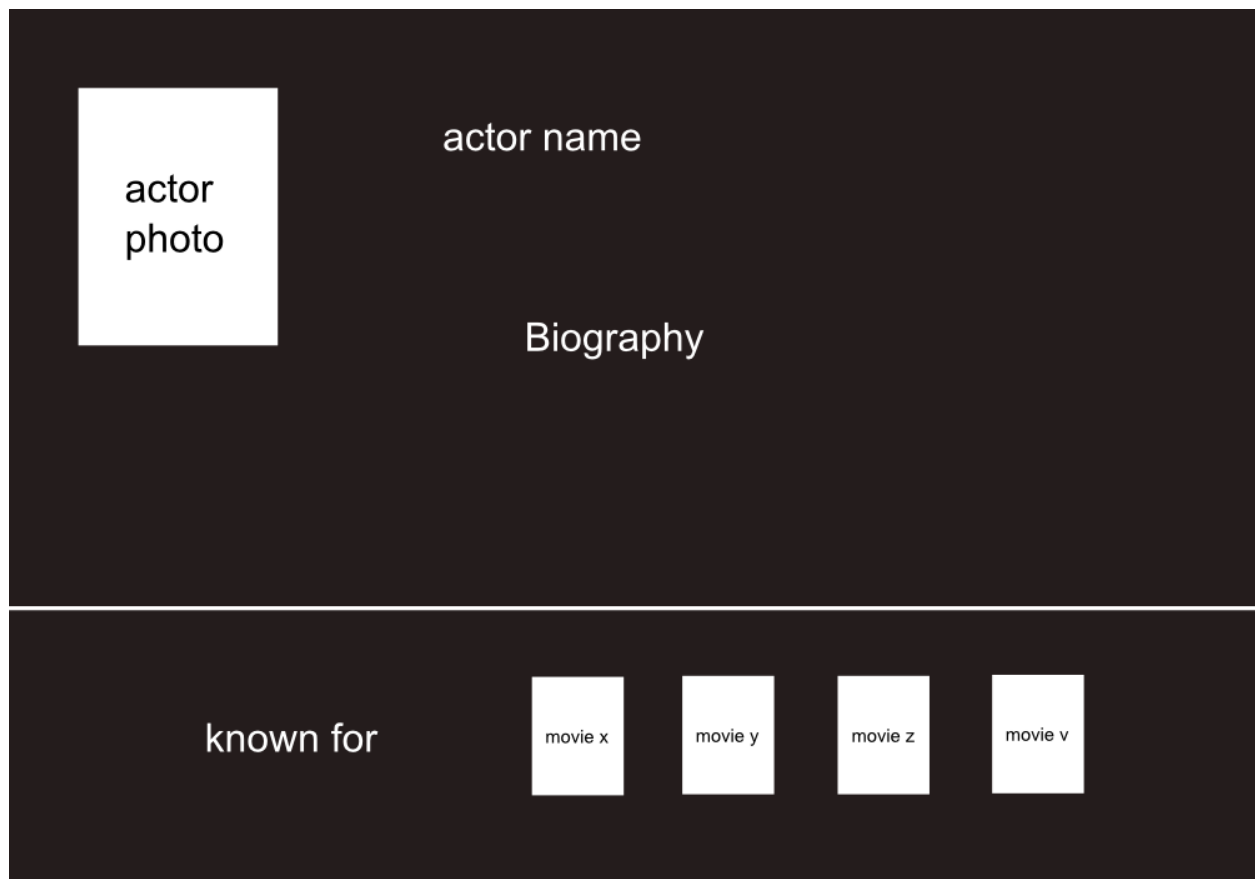 actor
photo
actor name
Biography
known for
movie x
movie y
movie z
movie v